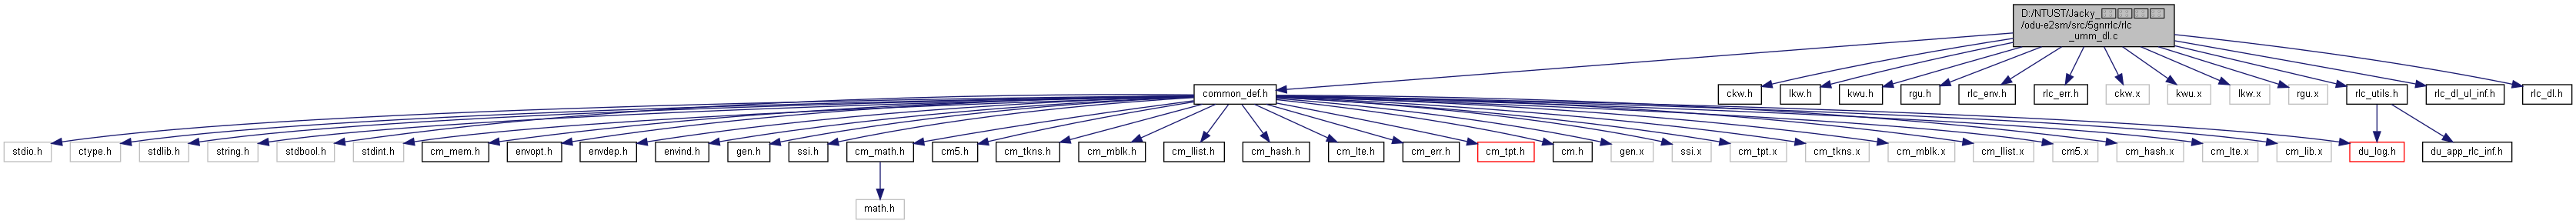 D:/NTUST/Jacky_
/odu-e2sm/src/5gnrrlc/rlc
_umm_dl.c
common_def.h
ckw.h
lkw.h
kwu.h
rgu.h
rlc_env.h
rlc_err.h
ckw.x
kwu.x
lkw.x
rgu.x
rlc_utils.h
rlc_dl_ul_inf.h
rlc_dl.h
stdio.h
ctype.h
stdlib.h
string.h
stdbool.h
stdint.h
cm_mem.h
envopt.h
envdep.h
envind.h
gen.h
ssi.h
cm_math.h
cm5.h
cm_tkns.h
cm_mblk.h
cm_llist.h
cm_hash.h
cm_lte.h
cm_err.h
cm_tpt.h
cm.h
gen.x
ssi.x
cm_tpt.x
cm_tkns.x
cm_mblk.x
cm_llist.x
cm5.x
cm_hash.x
cm_lte.x
cm_lib.x
du_log.h
du_app_rlc_inf.h
math.h